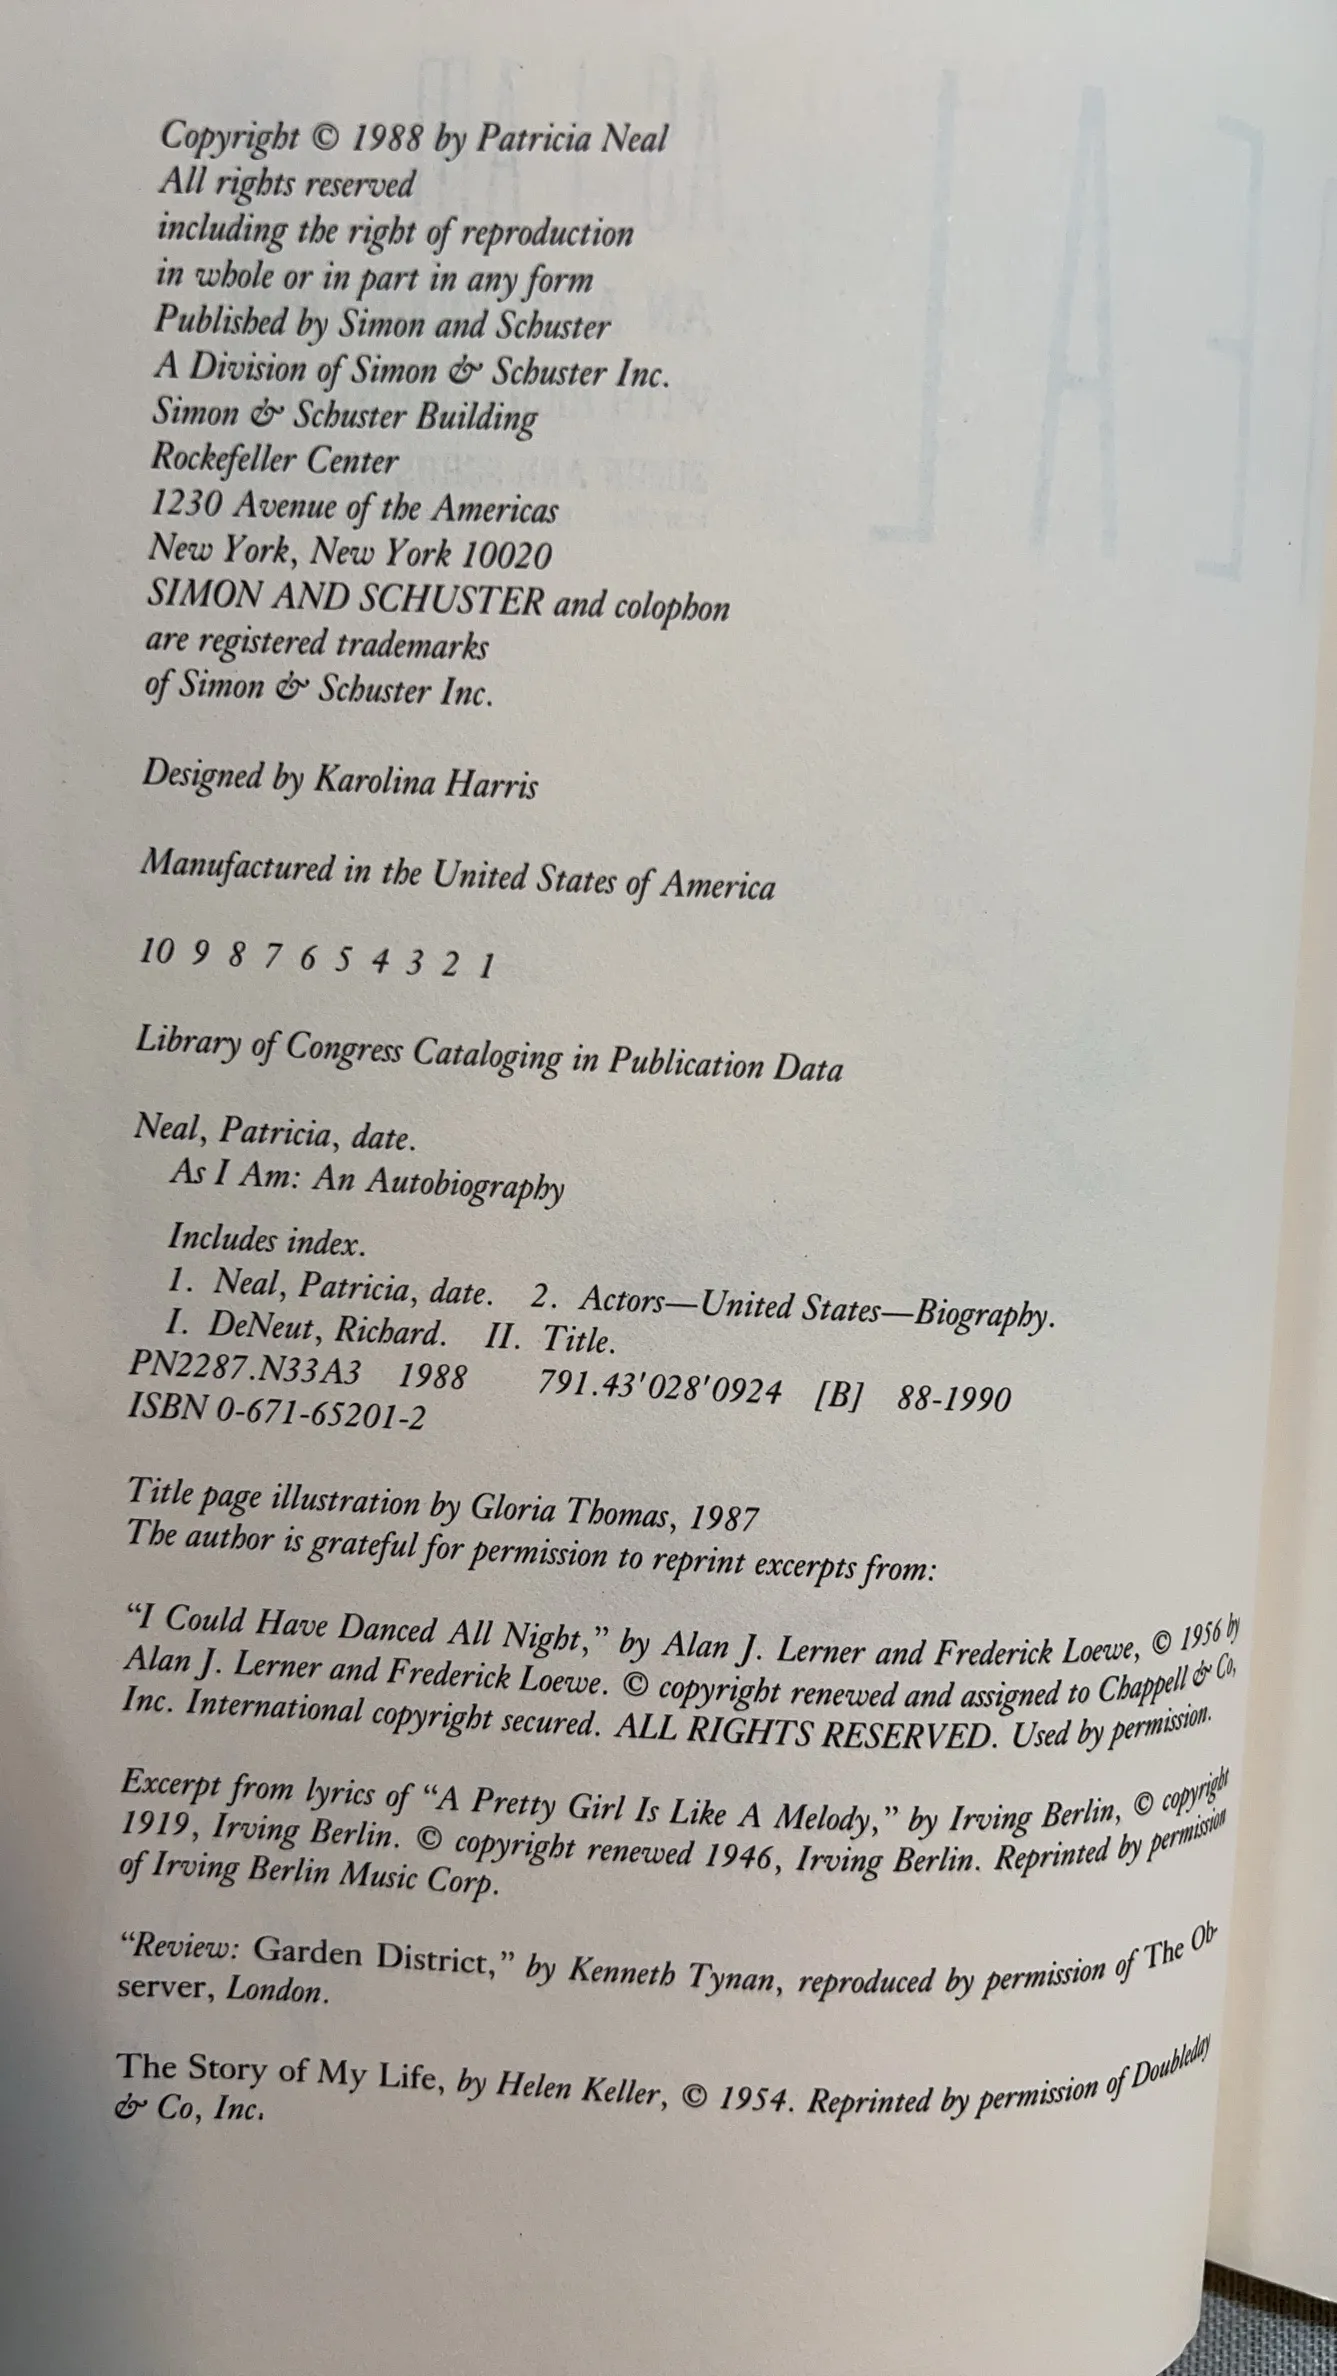 Copyright © 1988 by Patricia Neal
All rights reserved
including the right of reproduction
in whole or in part in any form
Published by Simon and Schuster
A Division of Simon & Schuster Inc.
Simon & Schuster Building
Rockefeller Center
1230 Avenue of the Americas
New York, New York 10020
SIMON AND SCHUSTER and colophon
are registered trademarks
of Simon & Schuster Inc.
Designed by Karolina Harris
Manufactured in the United States of America
10 9 8 7 6 5 4 3 2 1
Library of Congress Cataloging in Publication Data
Neal, Patricia, date.
As I Am: An Autobiography
Includes index.
1. Neal, Patricia, date. 2. Actors—United States—Biography.
I. DeNeut, Richard. II. Title.
PN2287.N33A3 1988 791.43'028'0924 [B] 88-1990
ISBN 0-671-65201-2
Title page illustration by Gloria Thomas, 1987
The author is grateful for permission to reprint excerpts from:
“I Could Have Danced All Night,” by Alan J. Lerner and Frederick Loewe, © 1956 by
Alan J. Lerner and Frederick Loewe. © copyright renewed and assigned to Chappell & Co,
Inc. International copyright secured. ALL RIGHTS RESERVED. Used by permission.
Excerpt from lyrics of “A Pretty Girl Is Like A Melody,” by Irving Berlin, © copyright
1919, Irving Berlin. © copyright renewed 1946, Irving Berlin. Reprinted by permission
of Irving Berlin Music Corp.
“Review: Garden District,” by Kenneth Tynan, reproduced by permission of The Ob-
server, London.
The Story of My Life, by Helen Keller, © 1954. Reprinted by permission of Doubleday
& Co, Inc.